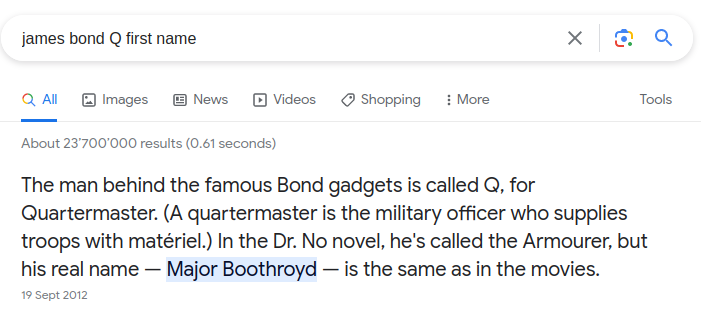 james bond Q first name
All Images News Videos Shopping More Tools
About 23’700’000 results (0.61 seconds)
The man behind the famous Bond gadgets is called Q, for
Quartermaster. (A quartermaster is the military officer who supplies
troops with matériel.) In the Dr. No novel, he's called the Armourer, but
his real name — Major Boothroyd — is the same as in the movies.
19 Sept 2012